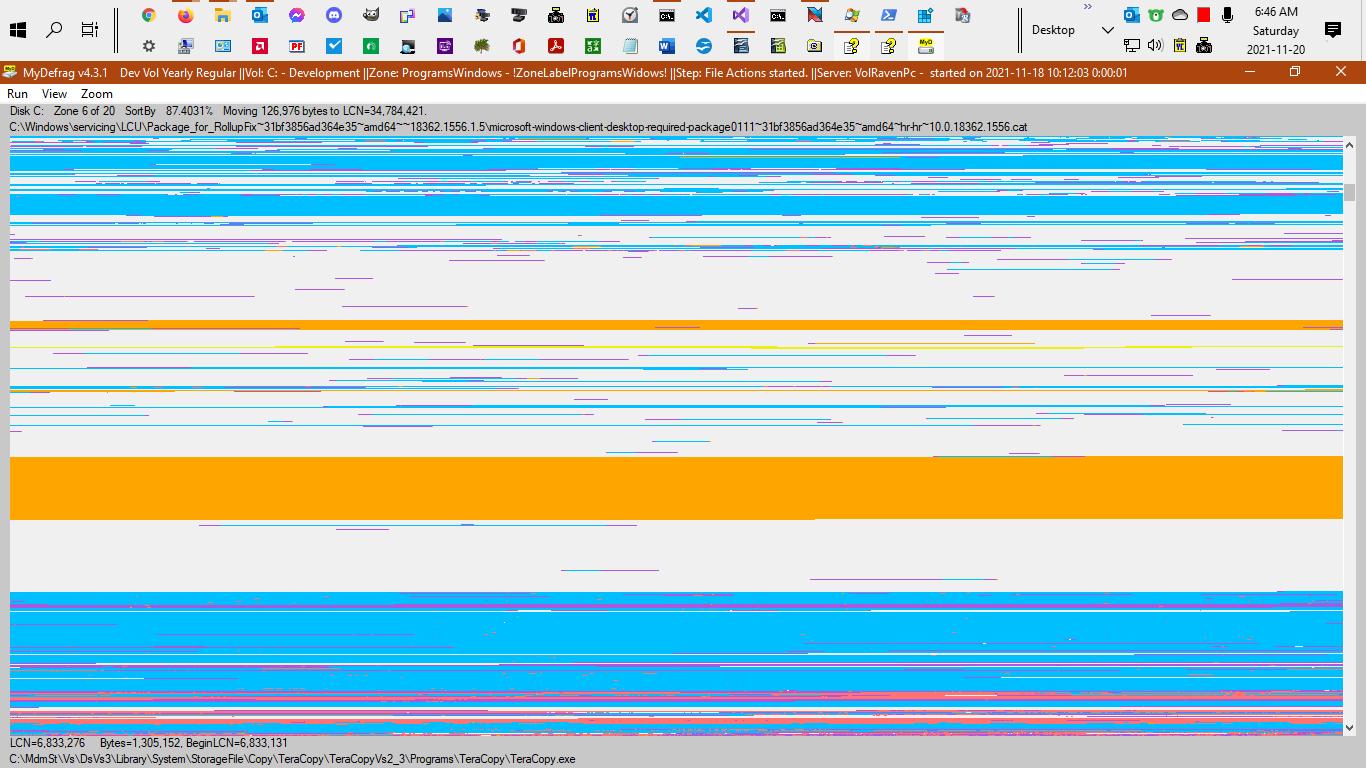 6:46 AM
Desktop
Saturday
2021-11-20
MyDefrag v4.3.1 Dev Vol Yearly Regular ||Vol: C: - Development ||Zone: ProgramsWindows - !ZoneLabelProgramsWidows! ||Step: File Actions started. ||Server: VolRavenPc - started on 2021-11-18 10:12:03 0:00:01
Run View Zoom
Disk C: Zone 6 of 20 SortBy 87.4031% Moving 126,976 bytes to LCN=34,784,421.
C:\Windows\servicing\LCU\Package_for_RollupFix~31bf3856ad364e35~amd64~~18362.1556.1.5\microsoft-windows-client-desktop-required-package0111~31bf3856ad364e35~amd64~hr-hr~10.0.18362.1556.cat
LCN=6,833,276 Bytes=1,305,152, BeginLCN=6,833,131
C:\MdmSt\Vs\DsVs3\Library\System\StorageFile\Copy\TeraCopy\TeraCopyVs2_3\Programs\TeraCopy\TeraCopy.exe